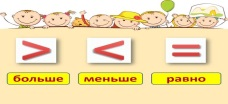 > < =
больше меньше равно